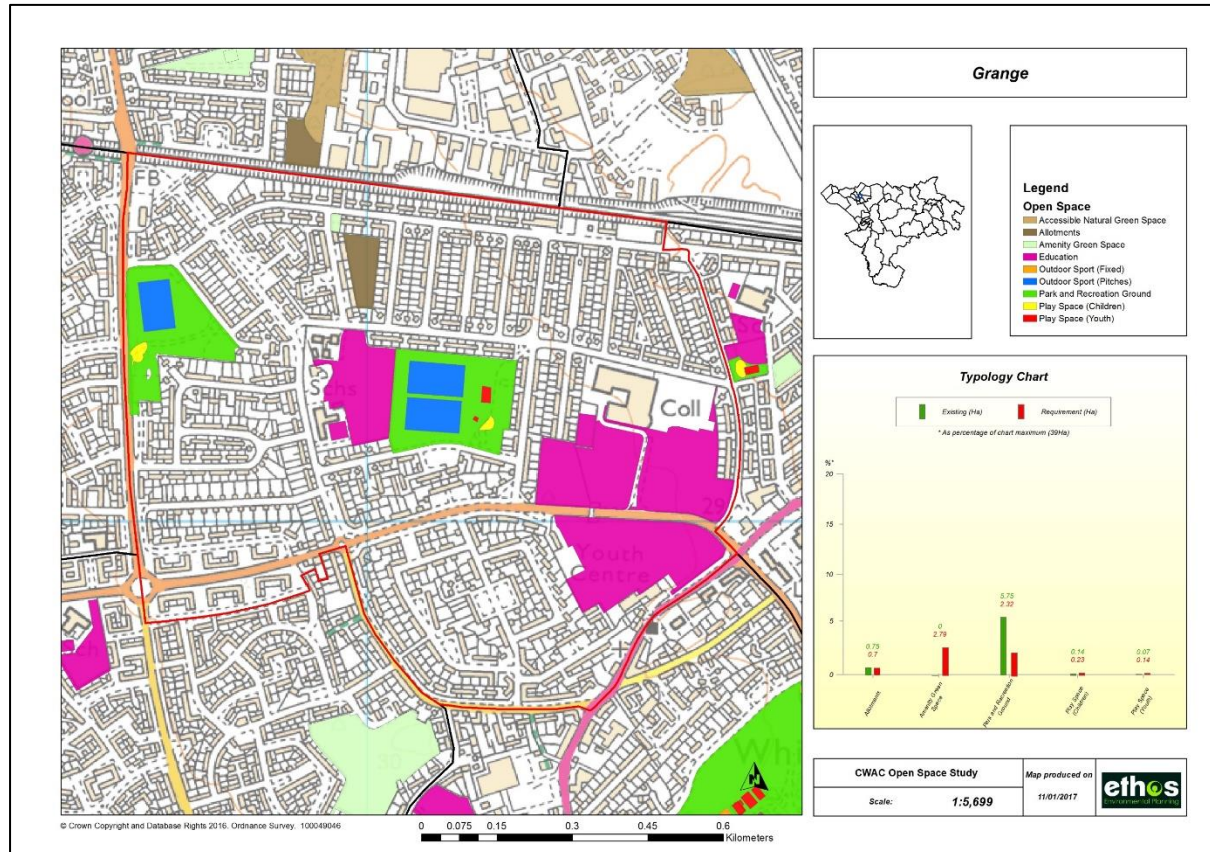 Grange
FB
Schs
Coll
Sch
29
Youth
Centre
30
© Crown Copyright and Database Rights 2016. Ordnance Survey. 100049046
0 0.075 0.15 0.3 0.45 0.6
Kilometers
N
Legend
Open Space
Accessible Natural Green Space
Allotments
Amenity Green Space
Education
Outdoor Sport (Fixed)
Outdoor Sport (Pitches)
Park and Recreation Ground
Play Space (Children)
Play Space (Youth)
Typology Chart
Existing (Ha) Requirement (Ha)
* As percentage of chart maximum (39Ha)
%*
20
15
10
5
0
0.75
0.7
0
2.79
5.75
2.32
0.14
0.23
0.07
0.14
Allotments
Amenity Green
Space
Park and Recreation
Ground
Play Space
(Children)
Play Space
(Youth)
CWAC Open Space Study
Scale: 1:5,699
Map produced on
11/01/2017
ethos
Environmental Planning